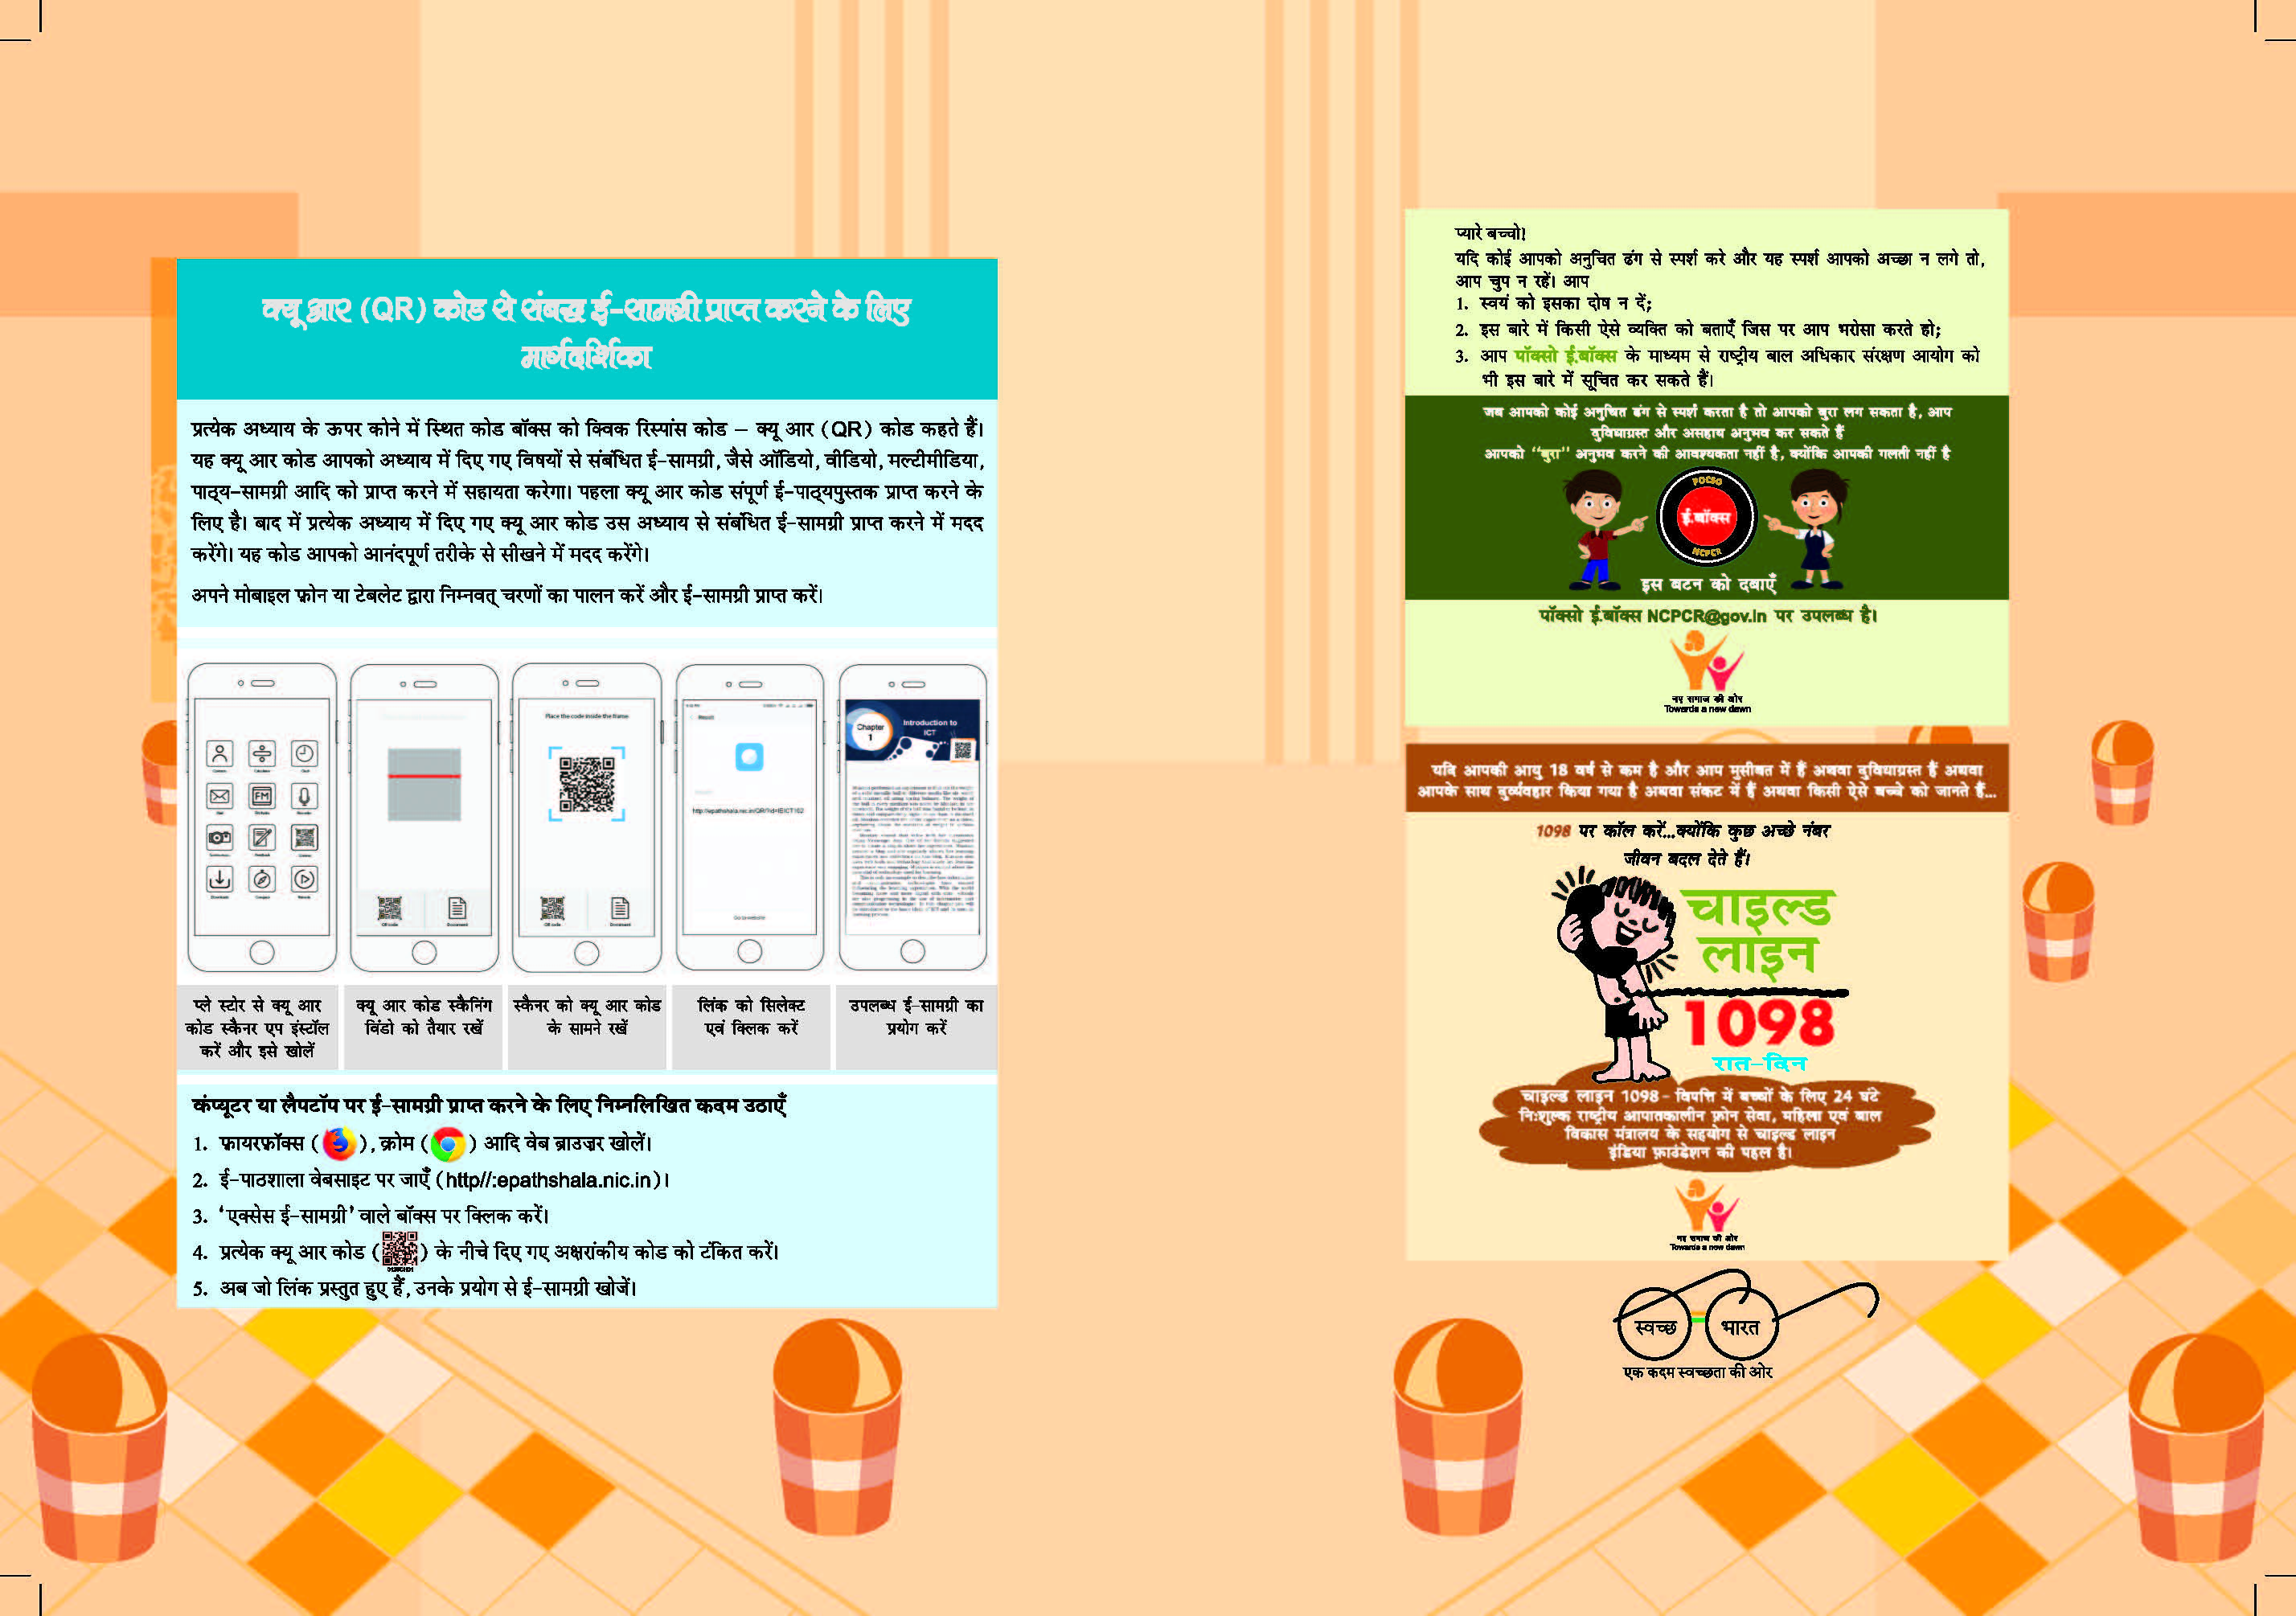 क्यू आर (QR) कोड से संबद्ध ई-सामग्री प्राप्त करने के लिए
मार्गदर्शिका
प्रत्येक अध्याय के ऊपर कोने में स्थित कोड बॉक्स को क्विक रिस्पांस कोड – क्यू आर (QR) कोड कहते हैं।
यह क्यू आर कोड आपको अध्याय में दिए गए विषयों से संबंधित ई-सामग्री, जैसे ऑडियो, वीडियो, मल्टीमीडिया,
पाठ्य-सामग्री आदि को प्राप्त करने में सहायता करेगा। पहला क्यू आर कोड संपूर्ण ई-पाठ्यपुस्तक प्राप्त करने के
लिए है। बाद में प्रत्येक अध्याय में दिए गए क्यू आर कोड उस अध्याय से संबंधित ई-सामग्री प्राप्त करने में मदद
करेंगे। यह कोड आपको आनंदपूर्ण तरीके से सीखने में मदद करेंगे।
अपने मोबाइल फ़ोन या टेबलेट द्वारा निम्नवत् चरणों का पालन करें और ई-सामग्री प्राप्त करें।
FM
QR code
Document
Place the code inside the frame
QR code
Document
Result
http://epathshala.nic.in/QR/?id=IEICT102
Go to website
Chapter
1
Introduction to
ICT
प्ले स्टोर से क्यू आर
कोड स्कैनर एप इंस्टॉल
करें और इसे खोलें
क्यू आर कोड स्कैनिंग
विंडो को तैयार रखें
स्कैनर को क्यू आर कोड
के सामने रखें
लिंक को सिलेक्ट
एवं क्लिक करें
उपलब्ध ई-सामग्री का
प्रयोग करें
कंप्यूटर या लैपटॉप पर ई-सामग्री प्राप्त करने के लिए निम्नलिखित कदम उठाएँ
1. फ़ायरफ़ॉक्स ( ), क्रोम ( ) आदि वेब ब्राउज़र खोलें।
2. ई-पाठशाला वेबसाइट पर जाएँ (http//:epathshala.nic.in)।
3. ‘एक्सेस ई-सामग्री’ वाले बॉक्स पर क्लिक करें।
4. प्रत्येक क्यू आर कोड ( ) के नीचे दिए गए अक्षरांकीय कोड को टंकित करें।
5. अब जो लिंक प्रस्तुत हुए हैं, उनके प्रयोग से ई-सामग्री खोजें।
प्यारे बच्चो!
यदि कोई आपको अनुचित ढंग से स्पर्श करे और यह स्पर्श आपको अच्छा न लगे तो,
आप चुप न रहें। आप
1. स्वयं को इसका दोष न दें;
2. इस बारे में किसी ऐसे व्यक्ति को बताएँ जिस पर आप भरोसा करते हो;
3. आप पॉक्सो ई.बॉक्स के माध्यम से राष्ट्रीय बाल अधिकार संरक्षण आयोग को
भी इस बारे में सूचित कर सकते हैं।
जब आपको कोई अनुचित ढंग से स्पर्श करता है तो आपको बुरा लग सकता है, आप
दुविधाग्रस्त और असहाय अनुभव कर सकते हैं
आपको “बुरा” अनुभव करने की आवश्यकता नहीं है, क्योंकि आपकी गलती नहीं है
POCSO
ई.बॉक्स
NCPCR
इस बटन को दबाएँ
पॉक्सो ई.बॉक्स NCPCR@gov.in पर उपलब्ध है।
नए समाज की ओर
Towards a new dawn
यदि आपकी आयु 18 वर्ष से कम है और आप मुसीबत में हैं अथवा दुविधाग्रस्त हैं अथवा
आपके साथ दुर्व्यवहार किया गया है अथवा संकट में हैं अथवा किसी ऐसे बच्चे को जानते हैं...
1098 पर कॉल करें...क्योंकि कुछ अच्छे नंबर
जीवन बदल देते हैं।
चाइल्ड
लाइन
1098
रात-दिन
चाइल्ड लाइन 1098 - विपत्ति में बच्चों के लिए 24 घंटे
नि:शुल्क राष्ट्रीय आपातकालीन फ़ोन सेवा, महिला एवं बाल
विकास मंत्रालय के सहयोग से चाइल्ड लाइन
इंडिया फ़ाउंडेशन की पहल है।
नए समाज की ओर
Towards a new dawn
स्वच्छ भारत
एक कदम स्वच्छता की ओर